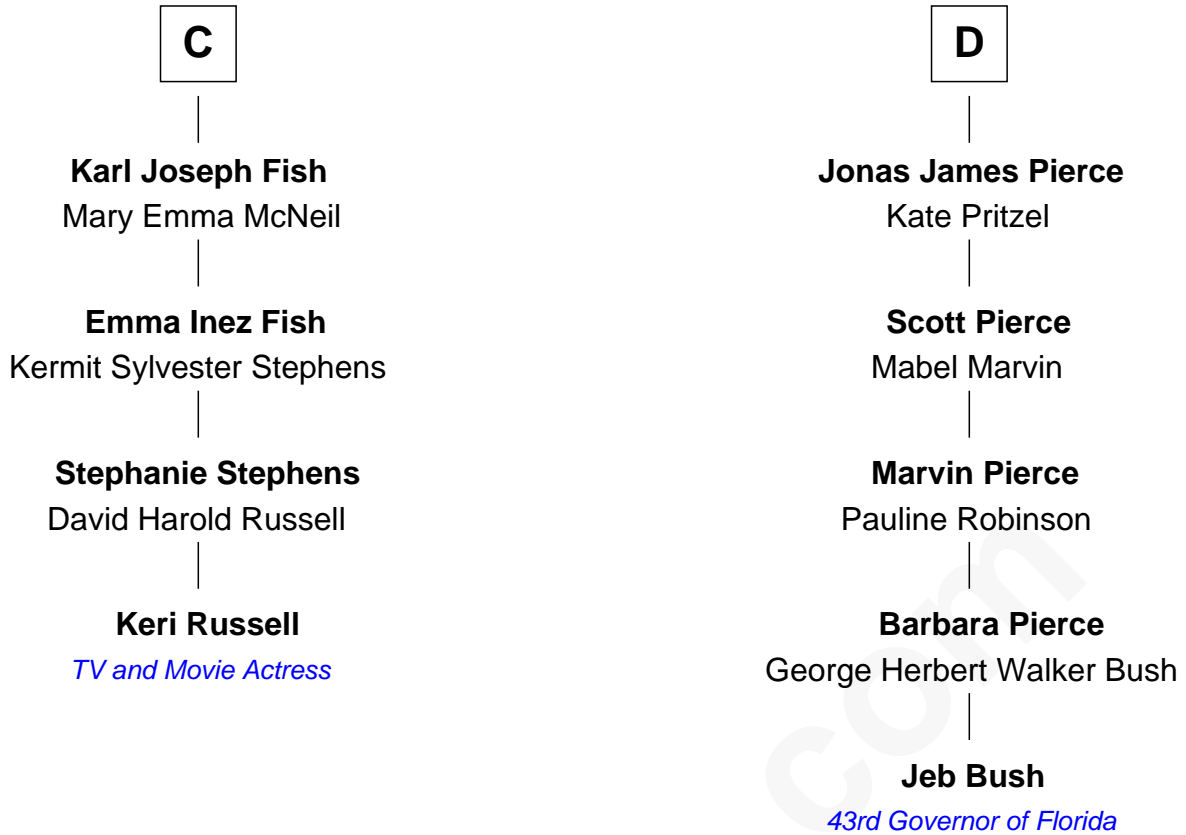 C
Karl Joseph Fish
Mary Emma McNeil
Emma Inez Fish
Kermit Sylvester Stephens
Stephanie Stephens
David Harold Russell
Keri Russell
TV and Movie Actress
D
Jonas James Pierce
Kate Pritzel
Scott Pierce
Mabel Marvin
Marvin Pierce
Pauline Robinson
Barbara Pierce
George Herbert Walker Bush
Jeb Bush
43rd Governor of Florida
com